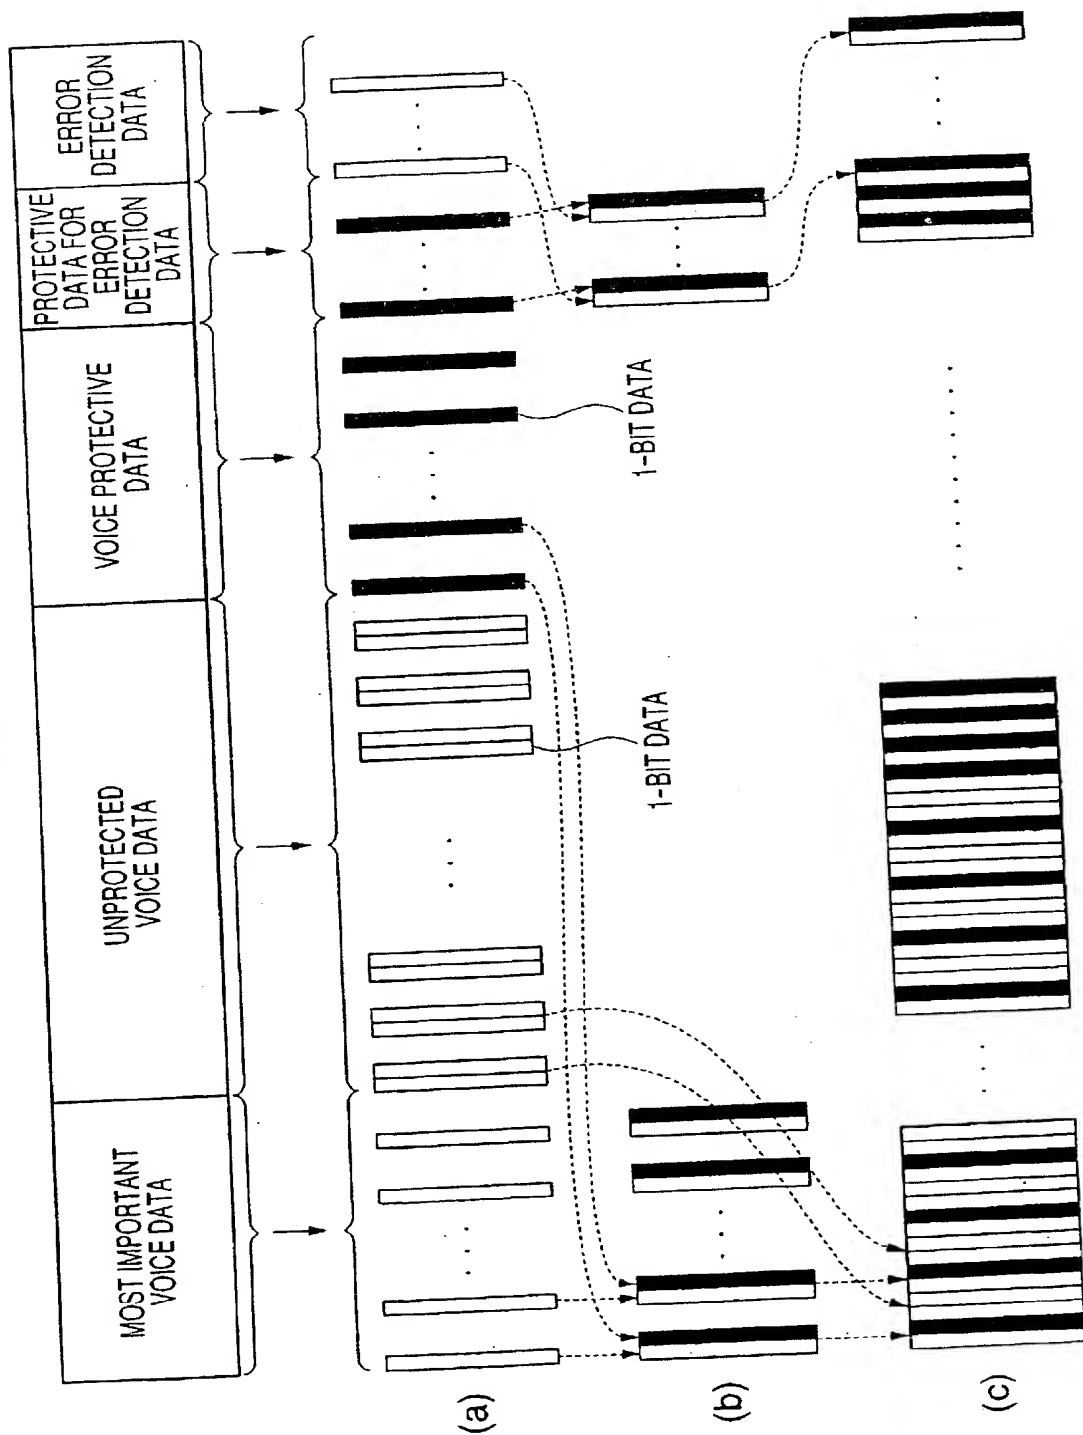 MOST IMPORTANT
VOICE DATA
UNPROTECTED
VOICE DATA
VOICE PROTECTIVE
DATA
PROTECTIVE
DATA FOR
ERROR
DETECTION
DATA
ERROR
DETECTION
DATA
(a)
1-BIT DATA
1-BIT DATA
(b)
(c)